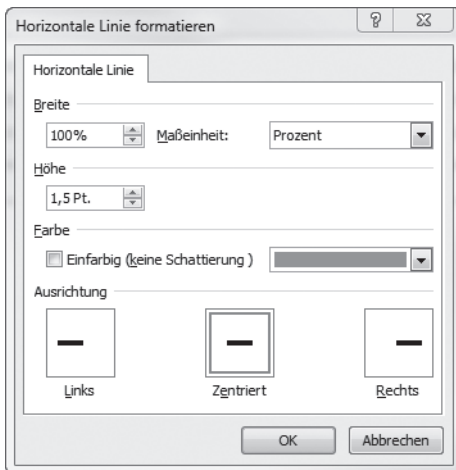 Horizontale Linie formatieren ?
Horizontale Linie
Breite
100% Maßeinheit: Prozent
Höhe
1,5 Pt.
Farbe
Einfarbig (keine Schattierung )
Ausrichtung
Links Zentriert Rechts
OK Abbrechen